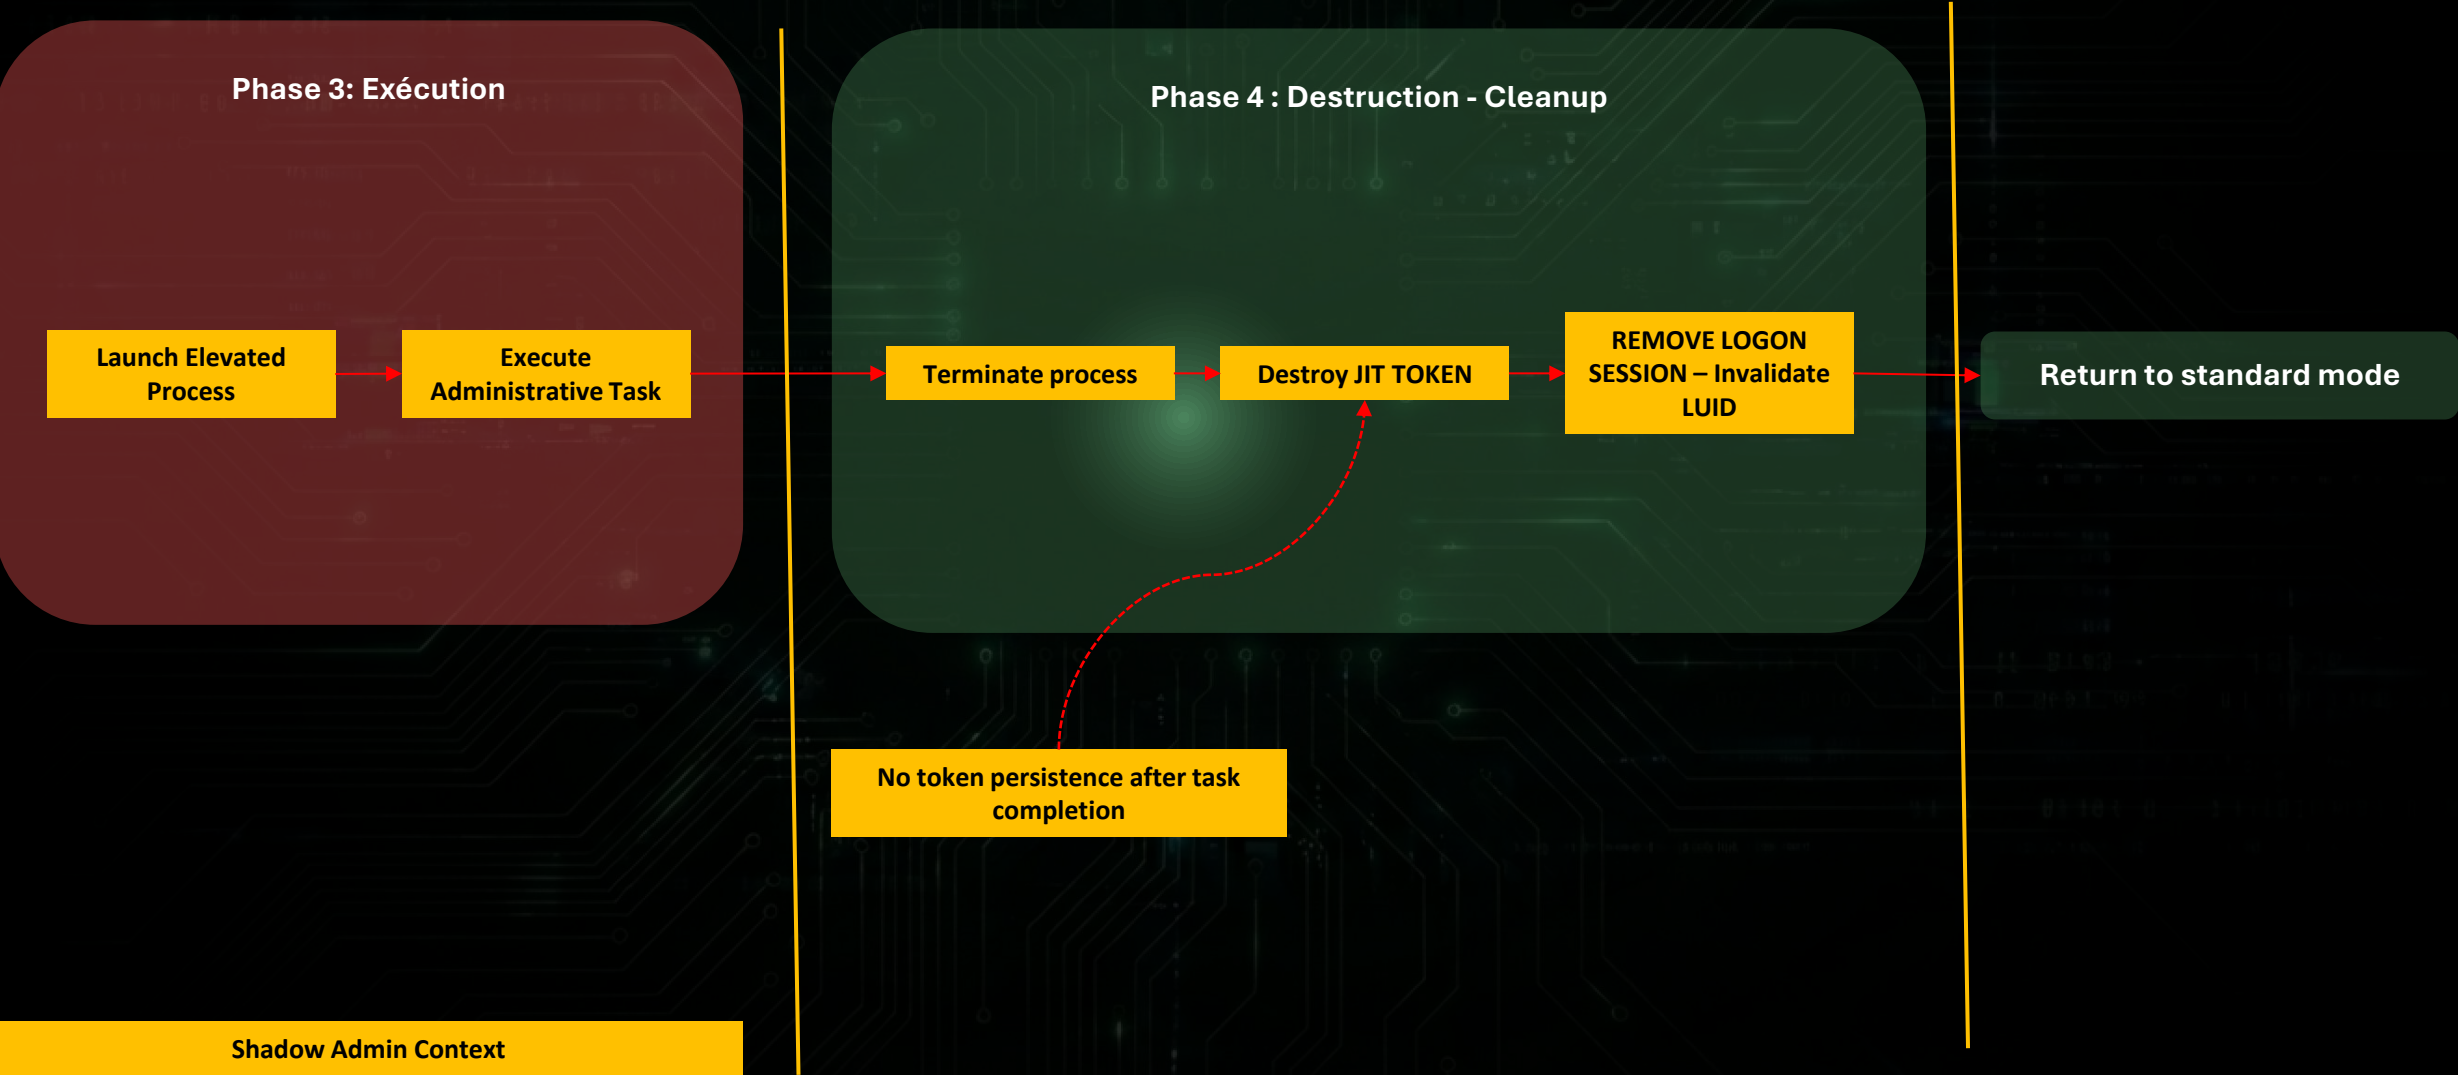 Phase 3: Exécution
Phase 4 : Destruction - Cleanup
Launch Elevated
Process
Execute
Administrative Task
Terminate process
Destroy JIT TOKEN
REMOVE LOGON
SESSION – Invalidate
LUID
Return to standard mode
No token persistence after task
completion
Shadow Admin Context